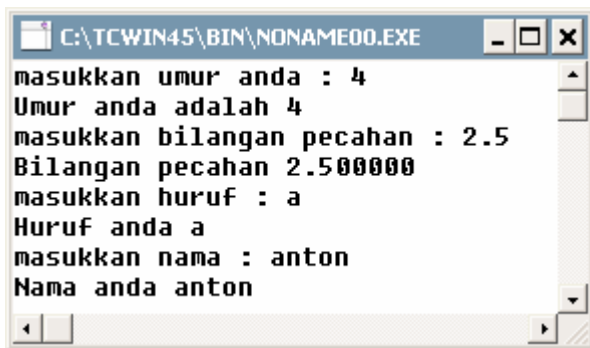 C:\TCWIN45\BIN\NONAME00.EXE
masukkan umur anda : 4
Umur anda adalah 4
masukkan bilangan pecahan : 2.5
Bilangan pecahan 2.500000
masukkan huruf : a
Huruf anda a
masukkan nama : anton
Nama anda anton